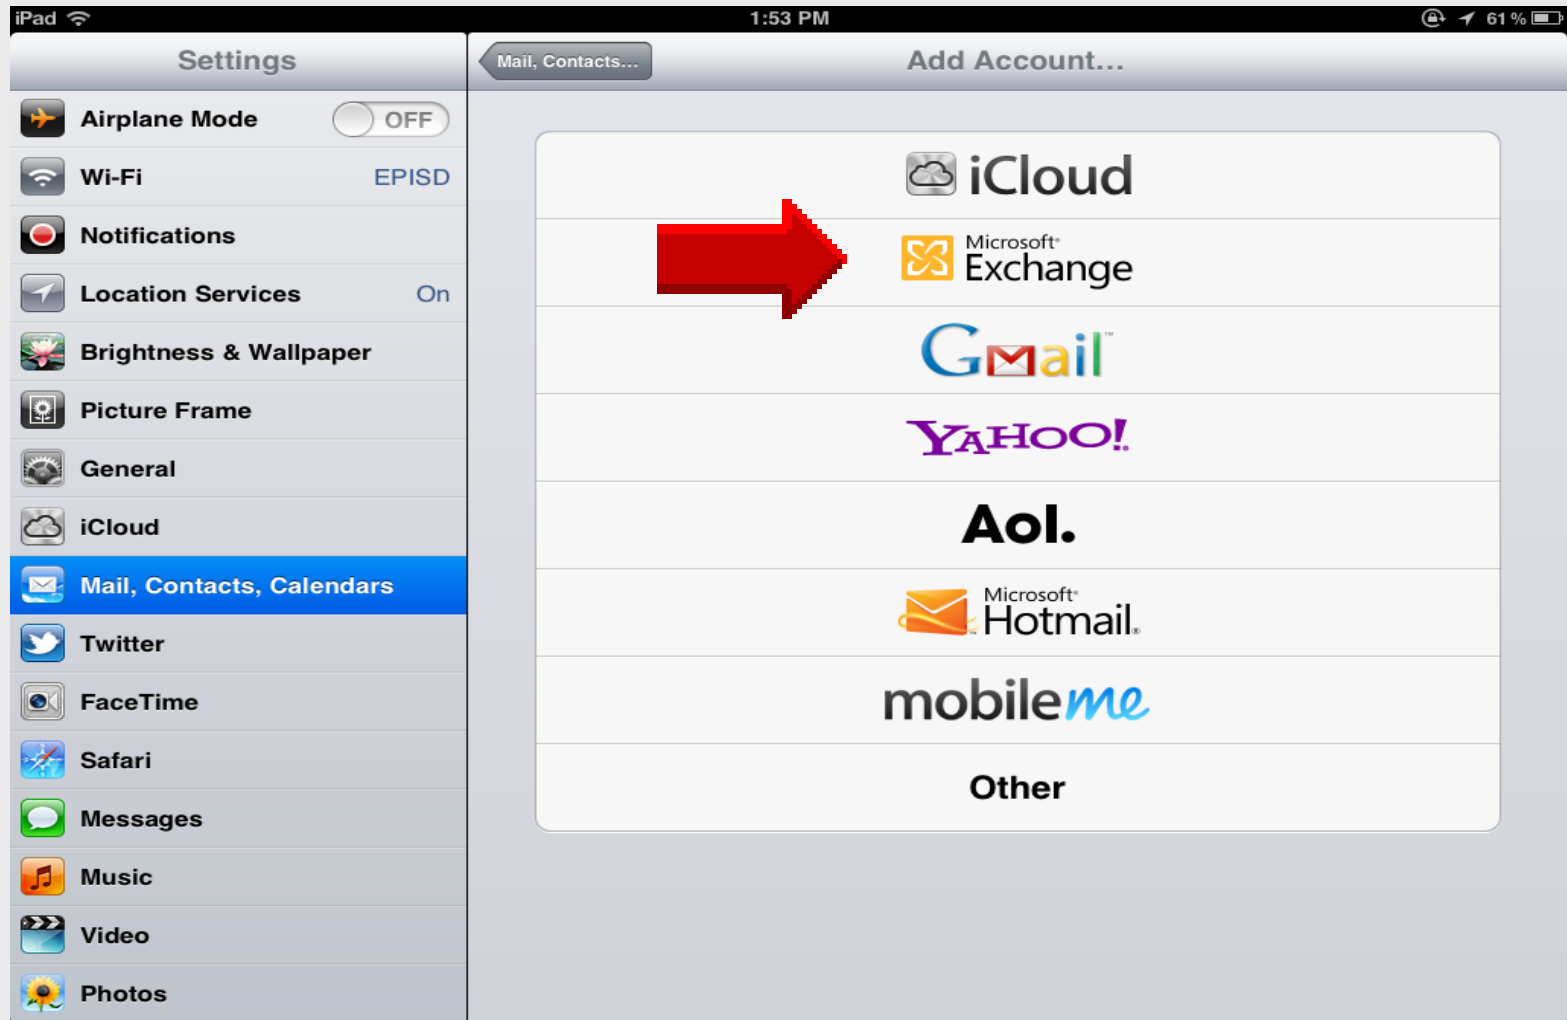 iPad 1:53 PM 61%
Settings
Airplane Mode OFF
Wi-Fi EPISD
Notifications
Location Services On
Brightness & Wallpaper
Picture Frame
General
iCloud
Mail, Contacts, Calendars
Twitter
FaceTime
Safari
Messages
Music
Video
Photos
Mail, Contacts... Add Account...
iCloud
Microsoft®
Exchange
Gmail™
YAHOO!®
Aol.
Microsoft®
Hotmail®
mobileme
Other